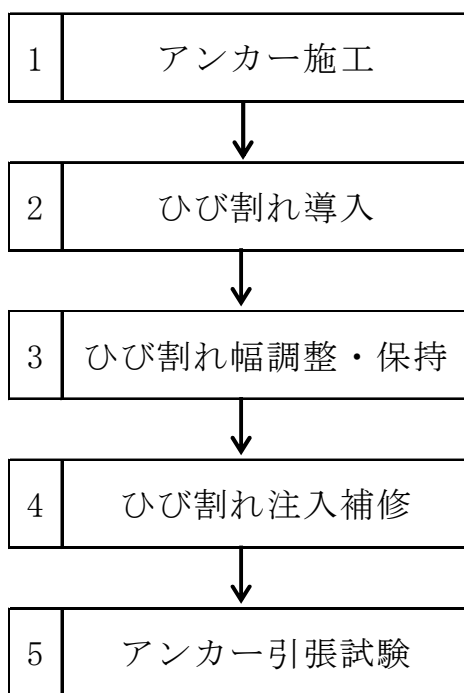 1 アンカー施工
2 ひび割れ導入
3 ひび割れ幅調整・保持
4 ひび割れ注入補修
5 アンカー引張試験